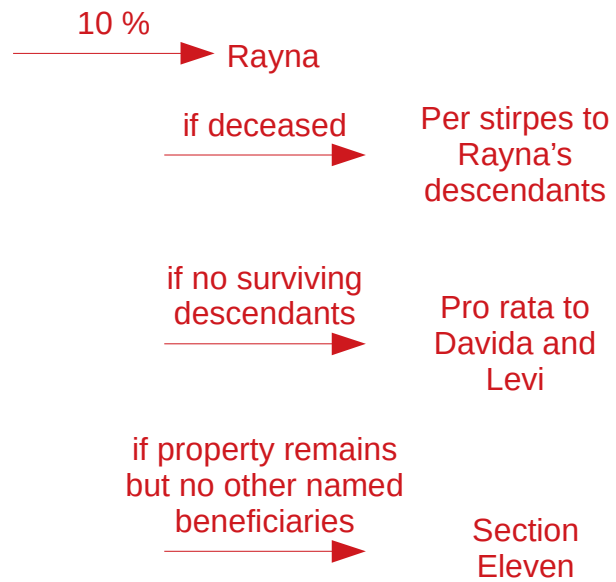 10 %
Rayna
if deceased
Per stirpes to
Rayna’s
descendants
if no surviving
descendants
Pro rata to
Davida and
Levi
if property remains
but no other named
beneficiaries
Section
Eleven